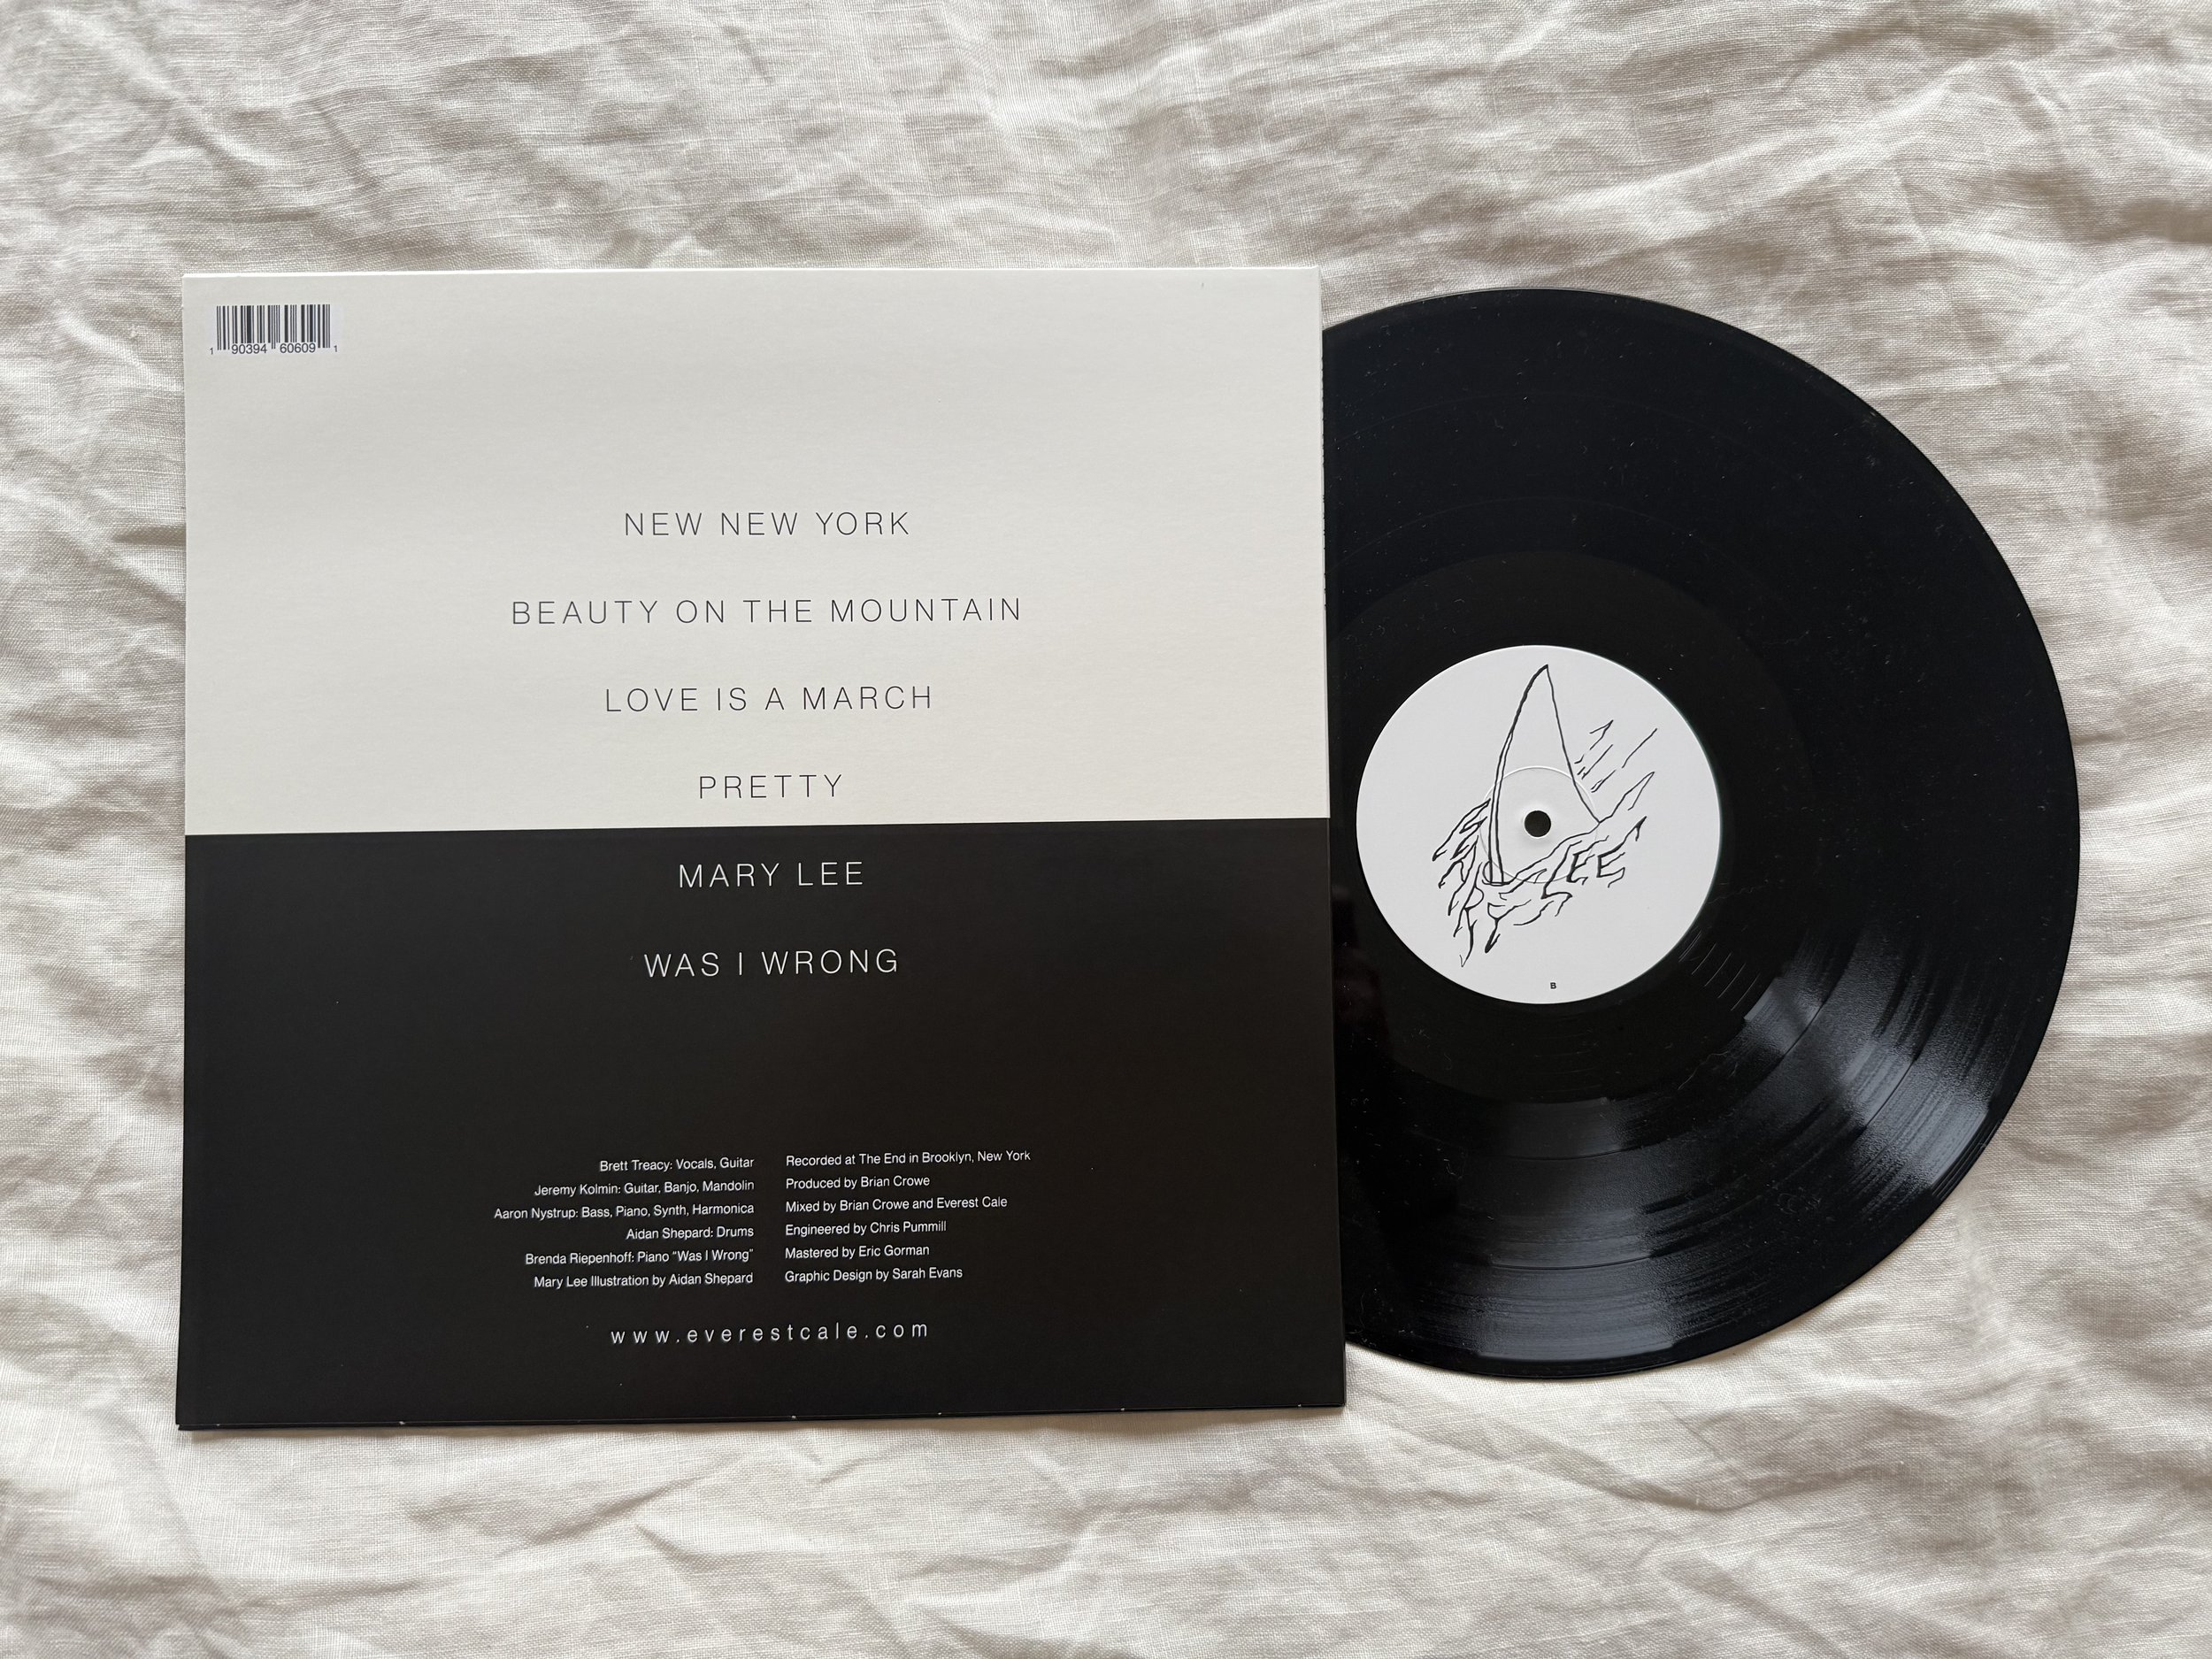 1 90394 60609 1
NEW NEW YORK
BEAUTY ON THE MOUNTAIN
LOVE IS A MARCH
PRETTY
MARY LEE
WAS I WRONG
Brett Treacy: Vocals, Guitar
Jeremy Kolmin: Guitar, Banjo, Mandolin
Aaron Nystrup: Bass, Piano, Synth, Harmonica
Aidan Shepard: Drums
Brenda Riepenhoff: Piano “Was I Wrong”
Mary Lee Illustration by Aidan Shepard
Recorded at The End in Brooklyn, New York
Produced by Brian Crowe
Mixed by Brian Crowe and Everest Cale
Engineered by Chris Pummill
Mastered by Eric Gorman
Graphic Design by Sarah Evans
www.everestcale.com
B